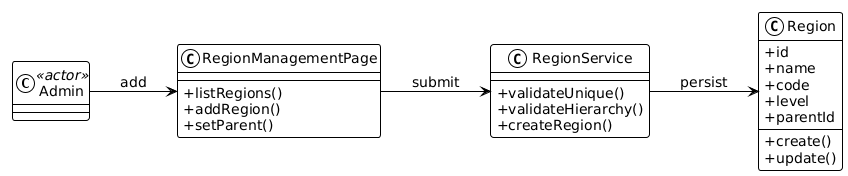 C «actor»
Admin
add
C RegionManagementPage
+listRegions()
+addRegion()
+setParent()
submit
C RegionService
+validateUnique()
+validateHierarchy()
+createRegion()
persist
C Region
+id
+name
+code
+level
+parentId
+create()
+update()